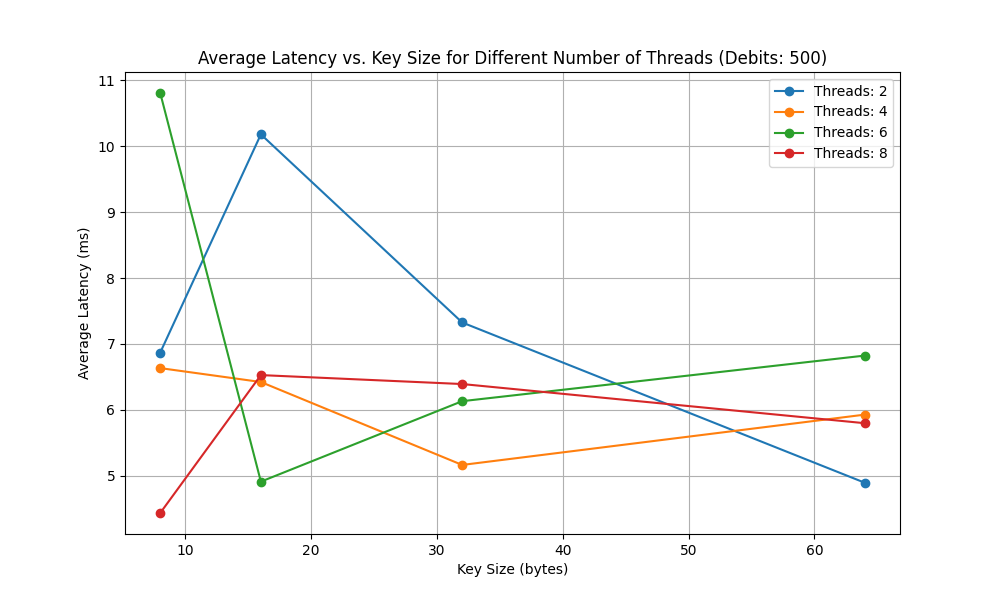 Average Latency vs. Key Size for Different Number of Threads (Debits: 500)
Threads: 2
Threads: 4
Threads: 6
Threads: 8
Average Latency (ms)
11
10
9
8
7
6
5
10 20 30 40 50 60
Key Size (bytes)